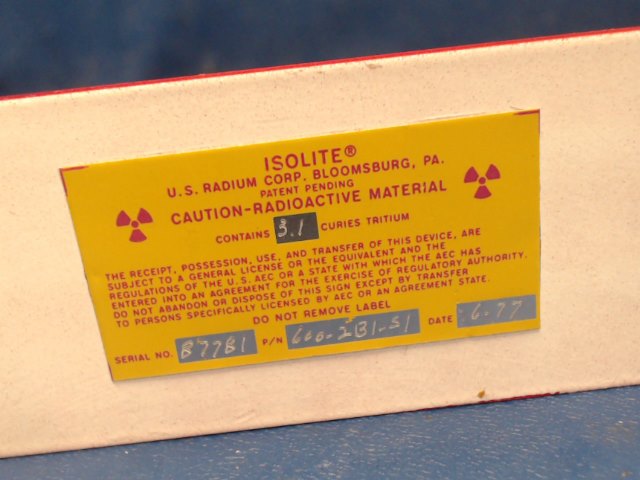 ISOLITE®
U.S. RADIUM CORP. BLOOMSBURG, PA.
PATENT PENDING
CAUTION-RADIOACTIVE MATERIAL
CONTAINS 3.1 CURIES TRITIUM
THE RECEIPT, POSSESSION, USE, AND TRANSFER OF THIS DEVICE, ARE
SUBJECT TO A GENERAL LICENSE OR THE EQUIVALENT AND THE
REGULATIONS OF THE U.S. AEC OR A STATE WITH WHICH THE AEC HAS
ENTERED INTO AN AGREEMENT FOR THE EXERCISE OF REGULATORY AUTHORITY.
DO NOT ABANDON OR DISPOSE OF THIS SIGN EXCEPT BY TRANSFER
TO PERSONS SPECIFICALLY LICENSED BY AEC OR AN AGREEMENT STATE.
DO NOT REMOVE LABEL
SERIAL NO. B77B1 P/N 600-2B1-S1 DATE 6-77